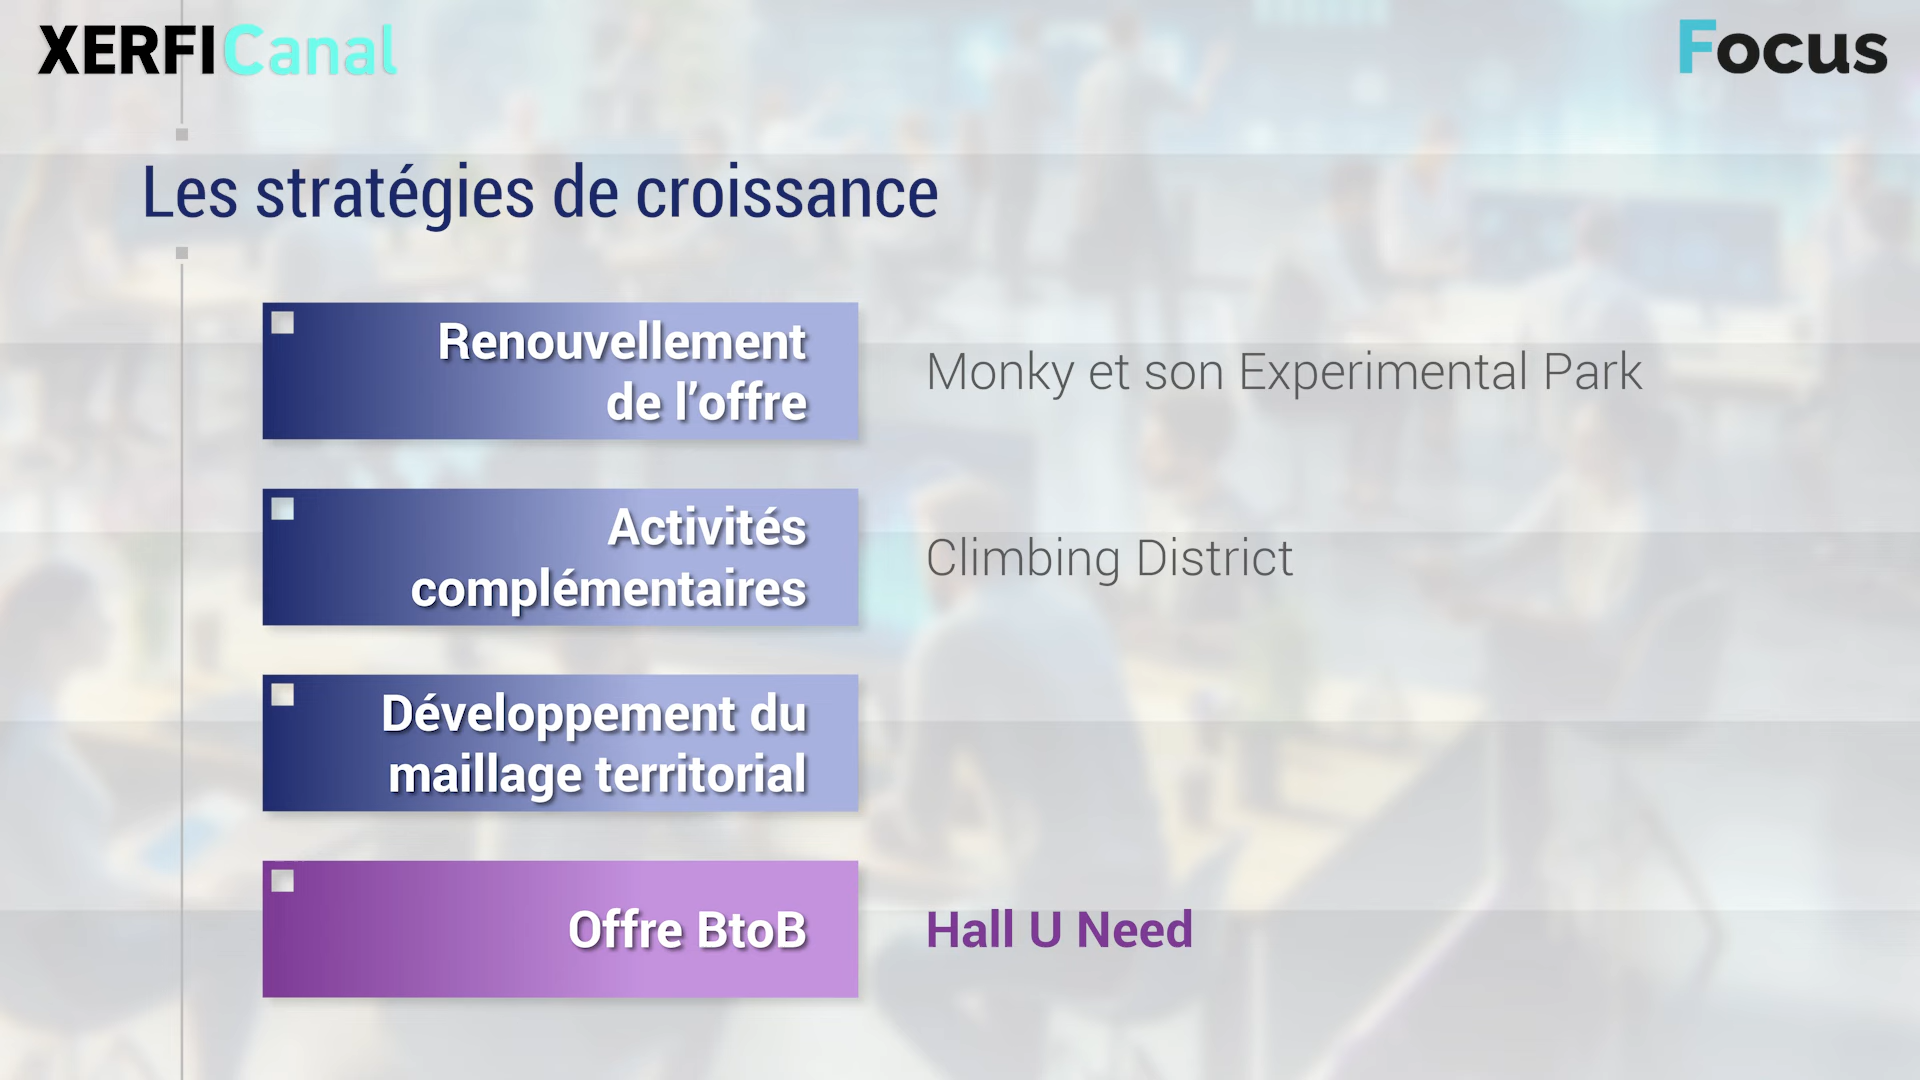 XERFI Canal
Focus
Les stratégies de croissance
Renouvellement
de l'offre
Monky et son Experimental Park
Activités
complémentaires
Climbing District
Développement du
maillage territorial
Offre BtoB
Hall U Need